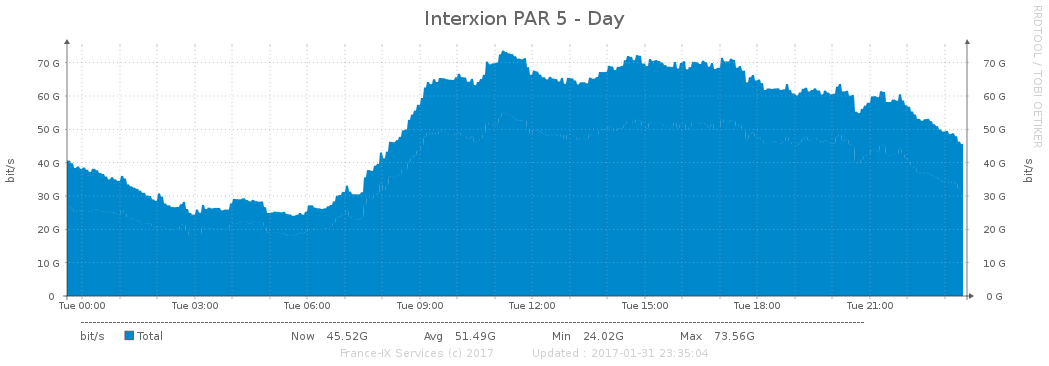 Interxion PAR 5 - Day
RRDTOOL / TOBI OETIKER
bit/s
70 G
60 G
50 G
40 G
30 G
20 G
10 G
0
70 G
60 G
50 G
40 G
30 G
20 G
10 G
0 G
bit/s
Tue 00:00 Tue 03:00 Tue 06:00 Tue 09:00 Tue 12:00 Tue 15:00 Tue 18:00 Tue 21:00
bit/s Total Now 45.52G Avg 51.49G Min 24.02G Max 73.56G
France-IX Services (c) 2017 Updated : 2017-01-31 23:35:04